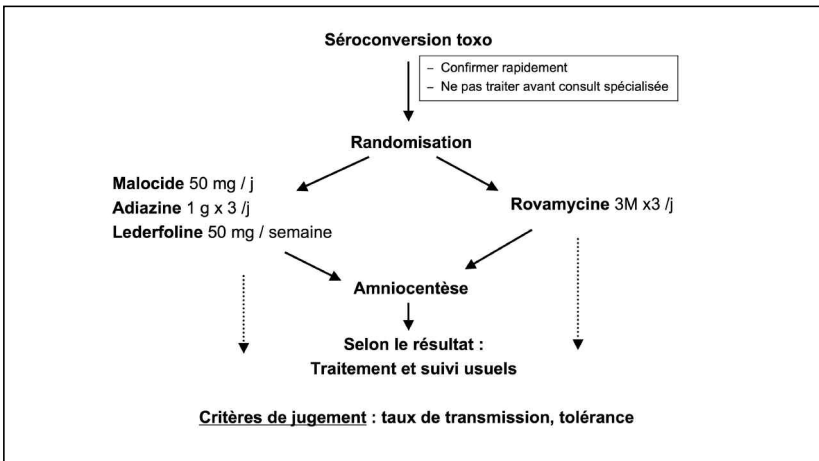 Séroconversion toxo
– Confirmer rapidement
– Ne pas traiter avant consult spécialisée
Randomisation
Malocide 50 mg / j
Adiazine 1 g x 3 /j
Lederfoline 50 mg / semaine
Rovamycine 3M x3 /j
Amniocentèse
Selon le résultat :
Traitement et suivi usuels
Critères de jugement : taux de transmission, tolérance